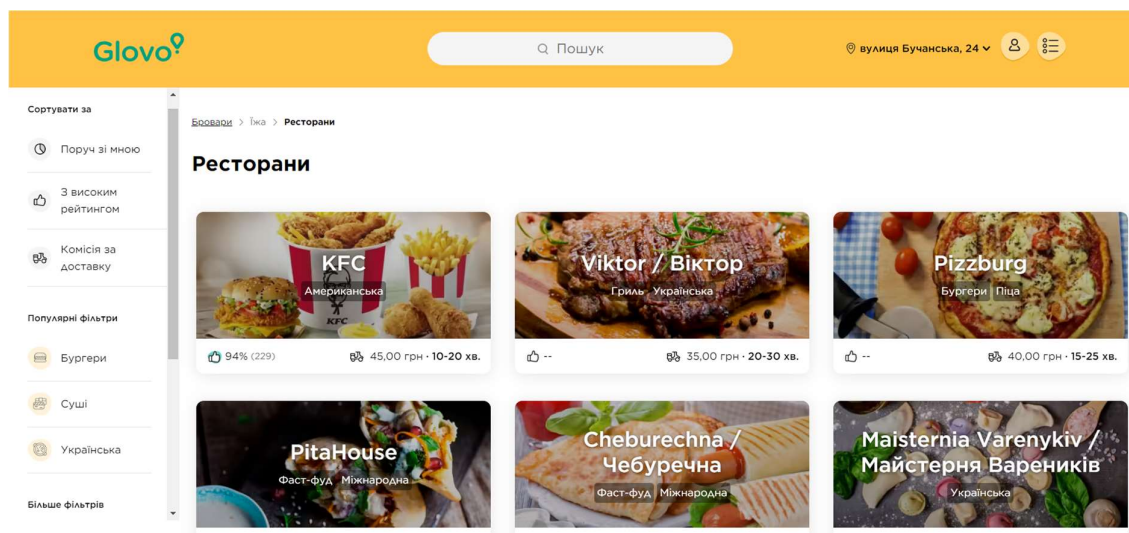 Glovo
Пошук
вулиця Бучанська, 24
Сортувати за
Поруч зі мною
З високим
рейтингом
Комісія за
доставку
Популярні фільтри
Бургери
Суші
Українська
Більше фільтрів
Бровари > Їжа > Ресторани
Ресторани
KFC
Американська
KFC
94% (229)
45,00 грн · 10-20 хв.
Viktor / Віктор
Гриль Українська
--
35,00 грн · 20-30 хв.
Pizzburg
Бургери Піца
--
40,00 грн · 15-25 хв.
PitaHouse
Фаст-фуд Міжнародна
Cheburechna /
Чебуречна
Фаст-фуд Міжнародна
Maisternia Varenykiv /
Майстерня Вареників
Українська